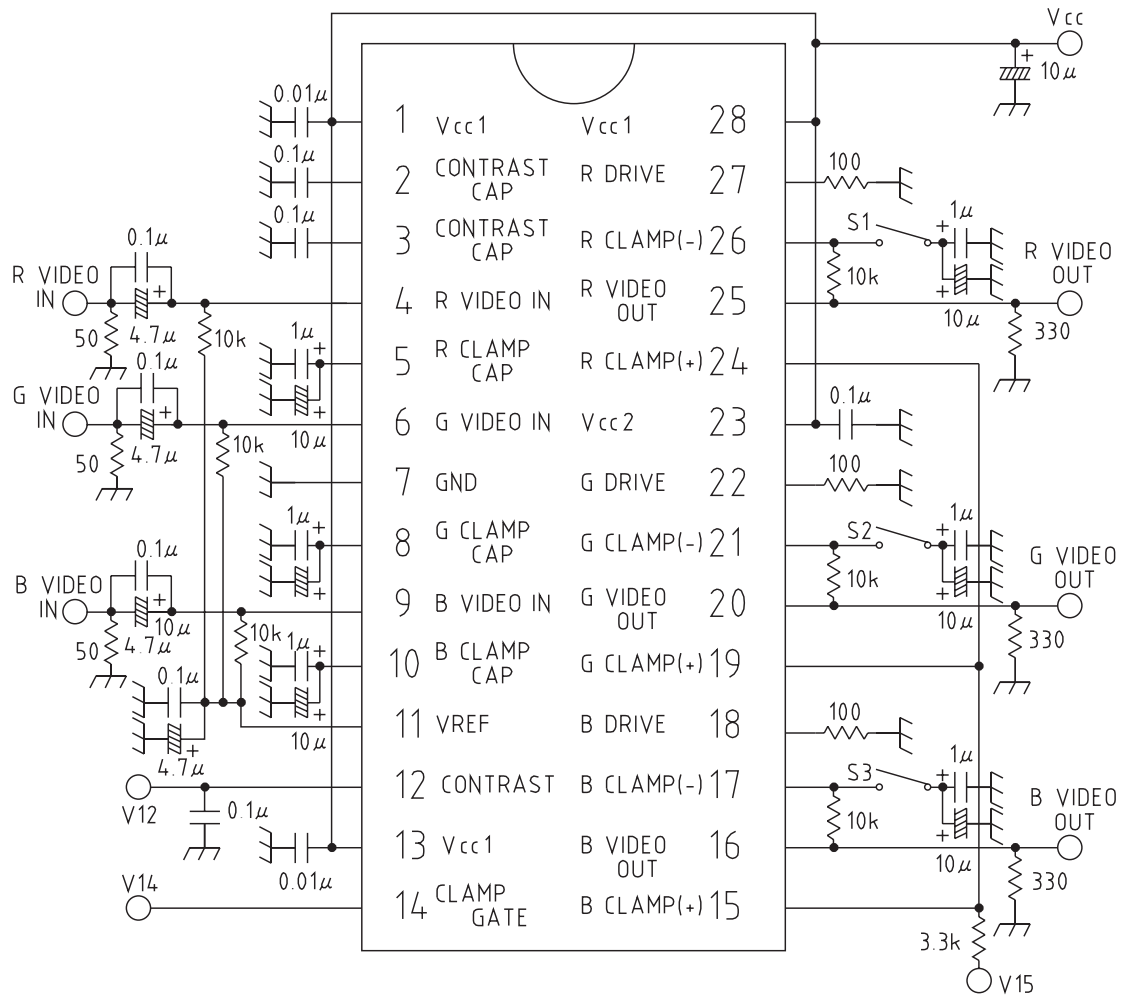 Vcc
+
10μ
0.01μ
1 Vcc1 Vcc1 28
0.1μ
2 CONTRAST CAP R DRIVE 27
100
0.1μ
3 CONTRAST CAP R CLAMP(-) 26
S1
+ 1μ
10k
+ 10μ
R VIDEO OUT
0.1μ
R VIDEO IN
+
50
4.7μ
10k
4 R VIDEO IN R VIDEO OUT 25
330
1μ +
5 R CLAMP CAP R CLAMP(+) 24
+
10μ
0.1μ
G VIDEO IN
+
50
4.7μ
10k
6 G VIDEO IN Vcc2 23
0.1μ
7 GND G DRIVE 22
100
1μ +
8 G CLAMP CAP G CLAMP(-) 21
+
S2
+ 1μ
10k
+ 10μ
G VIDEO OUT
0.1μ
B VIDEO IN
+
10μ
50
4.7μ
10k
9 B VIDEO IN G VIDEO OUT 20
330
1μ +
10 B CLAMP CAP G CLAMP(+) 19
+
10μ
0.1μ
+
4.7μ
11 VREF B DRIVE 18
100
V12
0.1μ
12 CONTRAST B CLAMP(-) 17
S3
+ 1μ
10k
+ 10μ
B VIDEO OUT
13 Vcc1 B VIDEO OUT 16
0.01μ
330
V14
14 CLAMP GATE B CLAMP(+) 15
3.3k
V15